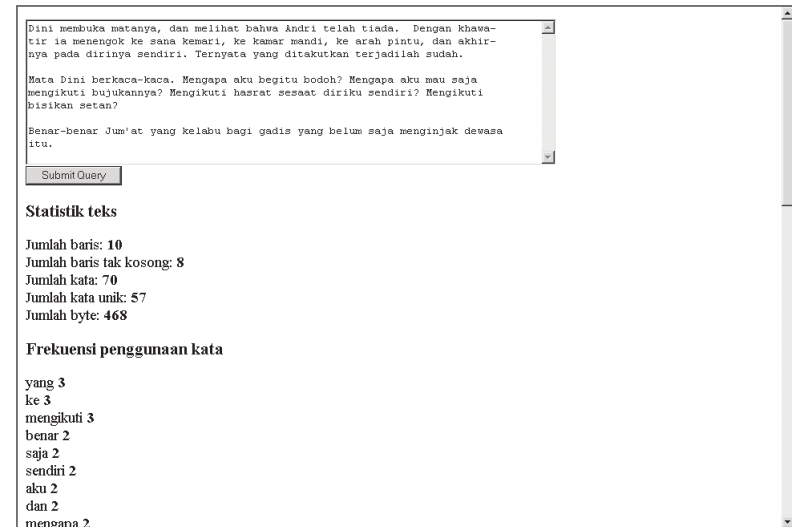 Dini membuka matanya, dan melihat bahwa Andri telah tiada.  Dengan khawa-
tir ia menengok ke sana kemari, ke kamar mandi, ke arah pintu, dan akhir-
nya pada dirinya sendiri. Ternyata yang ditakutkan terjadilah sudah.
Mata Dini berkaca-kaca. Mengapa aku begitu bodoh? Mengapa aku mau saja
mengikuti bujukannya? Mengikuti hasrat sesaat diriku sendiri? Mengikuti
bisikan setan?
Benar-benar Jum'at yang kelabu bagi gadis yang belum saja menginjak dewasa
itu.
Submit Query
Statistik teks
Jumlah baris: 10
Jumlah baris tak kosong: 8
Jumlah kata: 70
Jumlah kata unik: 57
Jumlah byte: 468
Frekuensi penggunaan kata
yang 3
ke 3
mengikuti 3
benar 2
saja 2
sendiri 2
aku 2
dan 2
mengapa 2